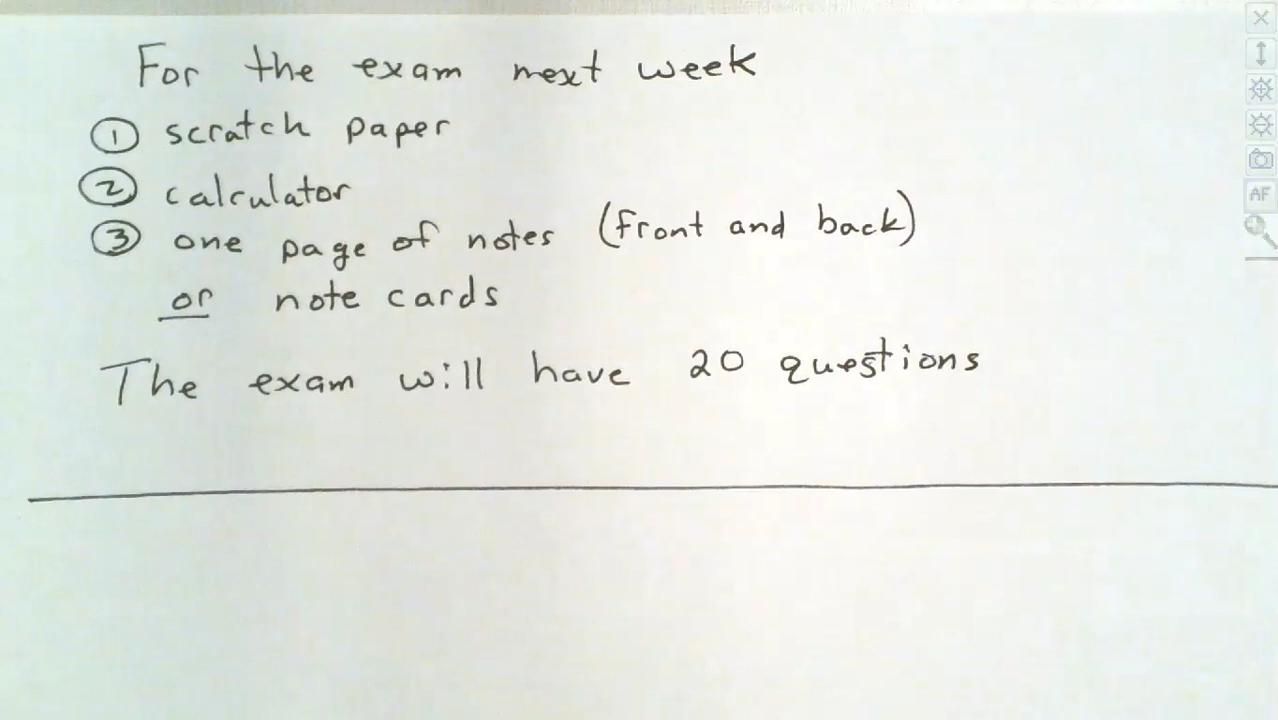 For the exam next week
① scratch paper
② calculator
③ one page of notes (front and back)
or note cards
The exam will have 20 questions
AF